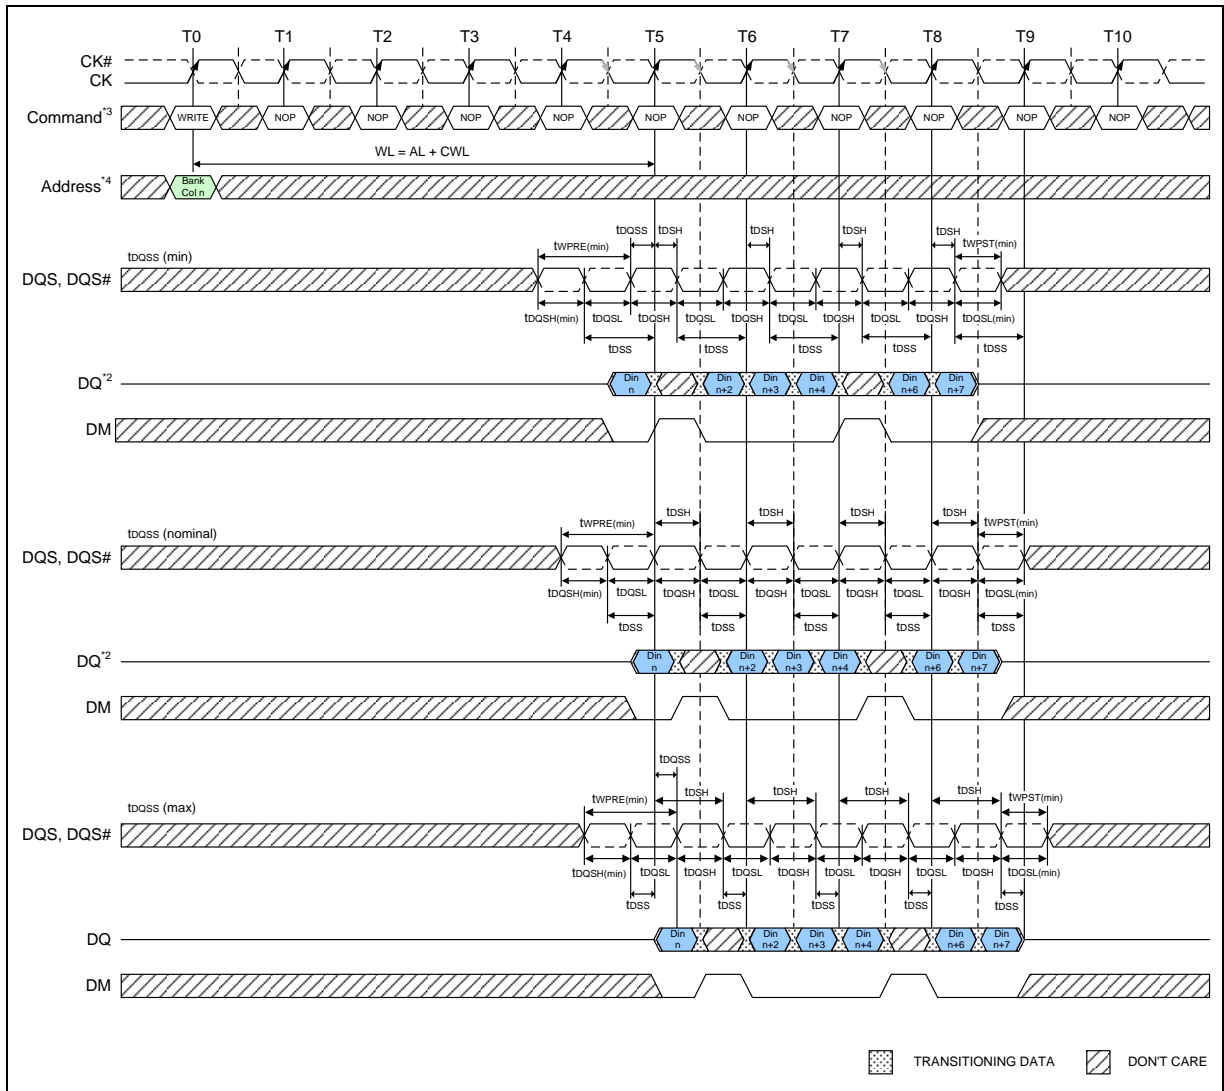 T0 T1 T2 T3 T4 T5 T6 T7 T8 T9 T10
CK#
CK
Command*3 WRITE NOP NOP NOP NOP NOP NOP NOP NOP NOP NOP
WL = AL + CWL
Address*4 Bank Col n
tDQSS tDSH tDSH tDSH tDSH
tDQSS (min) tWPRE(min) tWPST(min)
DQS, DQS#
tDQSH(min) tDQSL tDQSH tDQSL tDQSH tDQSL tDQSH tDQSL tDQSH tDQSL(min)
tDSS tDSS tDSS tDSS tDSS
DQ*2 Din n Din n+2 Din n+3 Din n+4 Din n+6 Din n+7
DM
tDSH tDSH tDSH tDSH
tDQSS (nominal) tWPRE(min) tWPST(min)
DQS, DQS#
tDQSH(min) tDQSL tDQSH tDQSL tDQSH tDQSL tDQSH tDQSL tDQSH tDQSL(min)
tDSS tDSS tDSS tDSS tDSS
DQ*2 Din n Din n+2 Din n+3 Din n+4 Din n+6 Din n+7
DM
tDQSS
tDQSS (max) tWPRE(min) tDSH tDSH tDSH tDSH tWPST(min)
DQS, DQS#
tDQSH(min) tDQSL tDQSH tDQSL tDQSH tDQSL tDQSH tDQSL tDQSH tDQSL(min)
tDSS tDSS tDSS tDSS tDSS
DQ Din n Din n+2 Din n+3 Din n+4 Din n+6 Din n+7
DM
TRANSITIONING DATA DON'T CARE